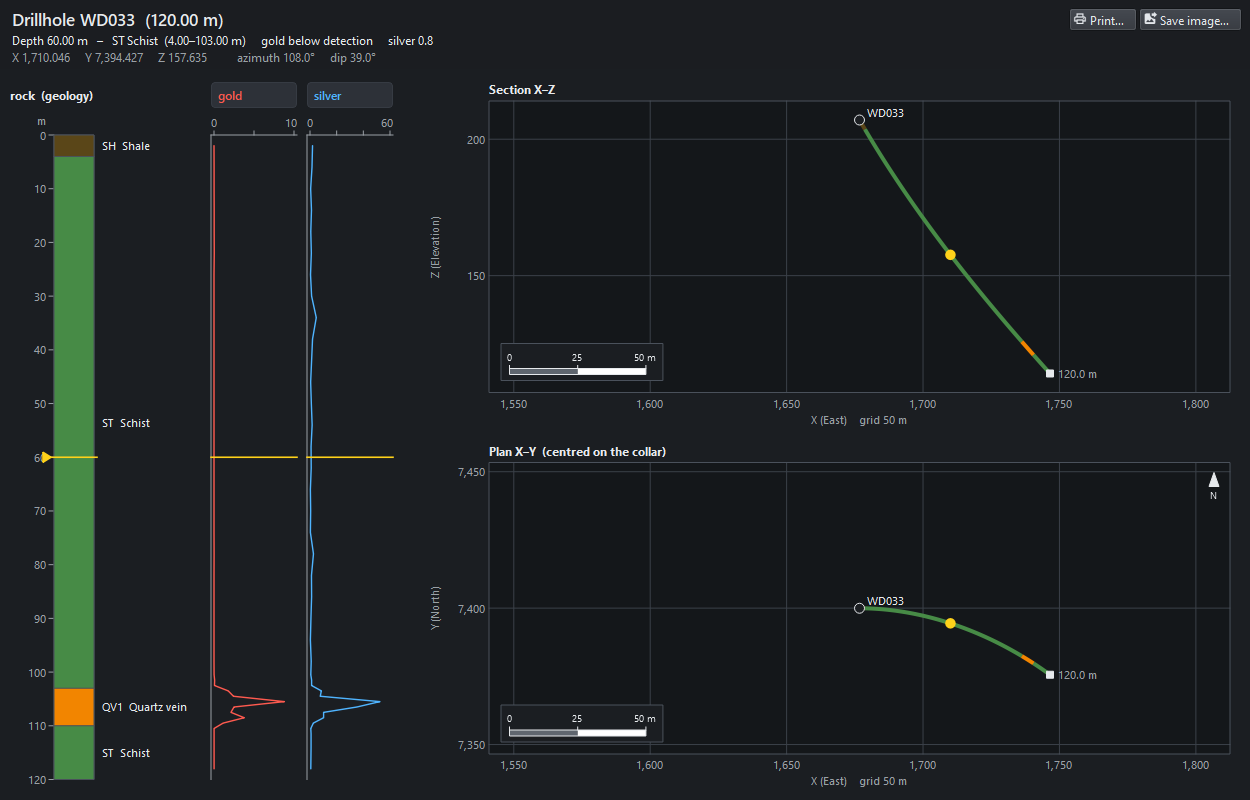 Drillhole WD033 (120.00 m)
Print...
Save image...
Depth 60.00 m – ST Schist (4.00–103.00 m) gold below detection silver 0.8
X 1,710.046 Y 7,394.427 Z 157.635 azimuth 108.0° dip 39.0°
rock (geology)
gold
silver
m
0 10
0 60
0
10
20
30
40
50
60
70
80
90
100
110
120
SH Shale
ST Schist
QV1 Quartz vein
ST Schist
Section X–Z
WD033
200
150
Z (Elevation)
120.0 m
0 25 50 m
1,550 1,600 1,650 1,700 1,750 1,800
X (East) grid 50 m
Plan X–Y (centred on the collar)
7,450
7,400
7,350
Y (North)
N
WD033
120.0 m
0 25 50 m
1,550 1,600 1,650 1,700 1,750 1,800
X (East) grid 50 m